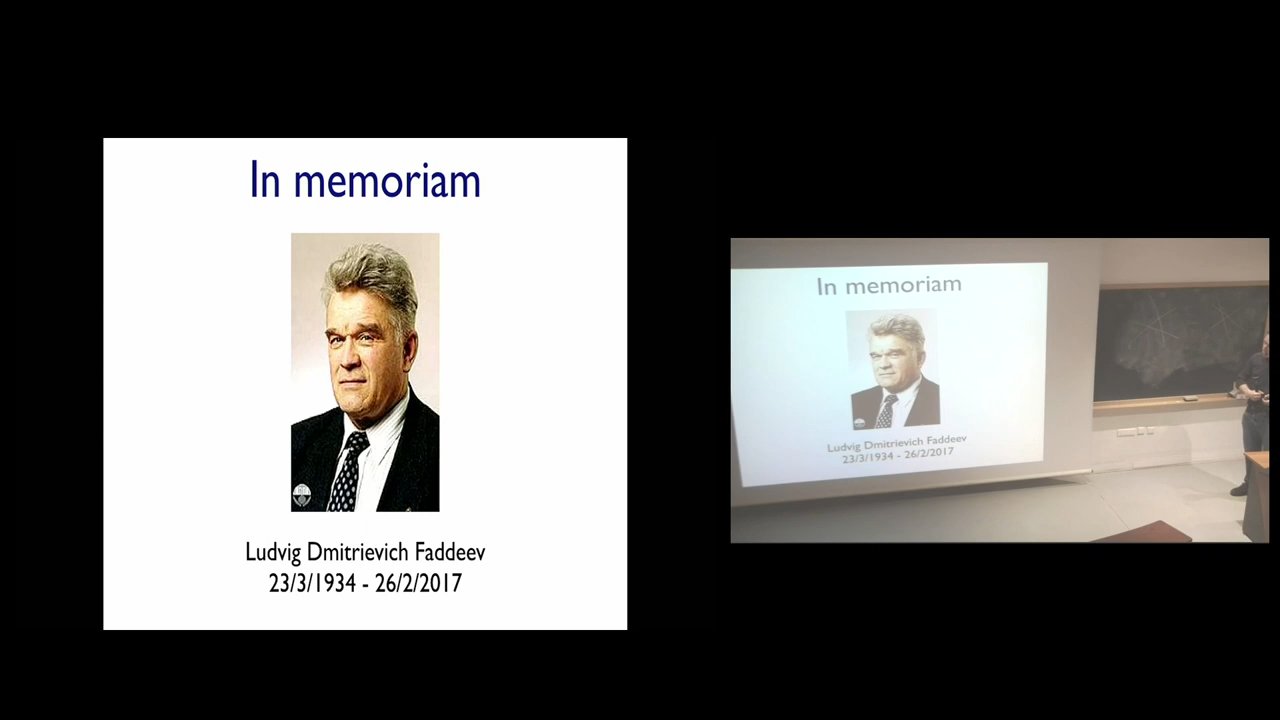 In memoriam
Ludvig Dmitrievich Faddeev
23/3/1934 - 26/2/2017
In memoriam
Ludvig Dmitrievich Faddeev
23/3/1934 - 26/2/2017